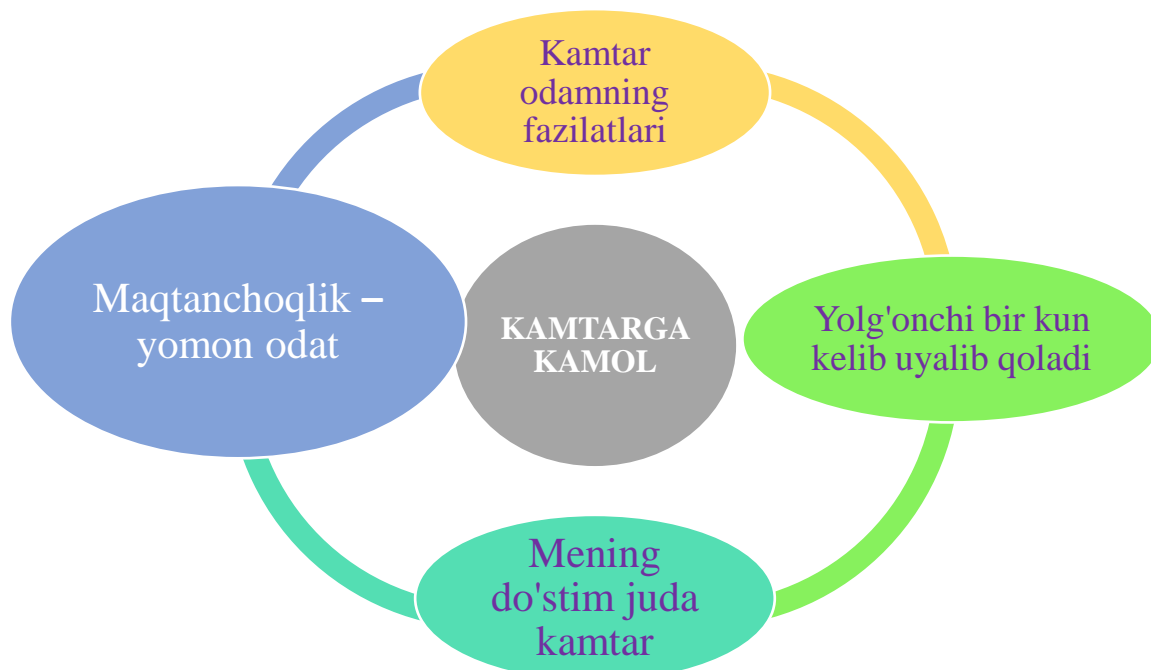 Kamtar
odamning
fazilatlari
Maqtanchoqlik –
yomon odat
KAMTARGA
KAMOL
Yolg'onchi bir kun
kelib uyalib qoladi
Mening
do'stim juda
kamtar